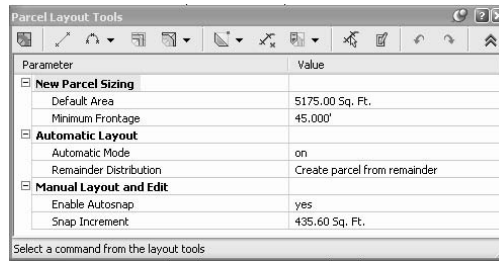 Parcel Layout Tools
Parameter Value
New Parcel Sizing
Default Area 5175.00 Sq. Ft.
Minimum Frontage 45.000'
Automatic Layout
Automatic Mode on
Remainder Distribution Create parcel from remainder
Manual Layout and Edit
Enable Autosnap yes
Snap Increment 435.60 Sq. Ft.
Select a command from the layout tools